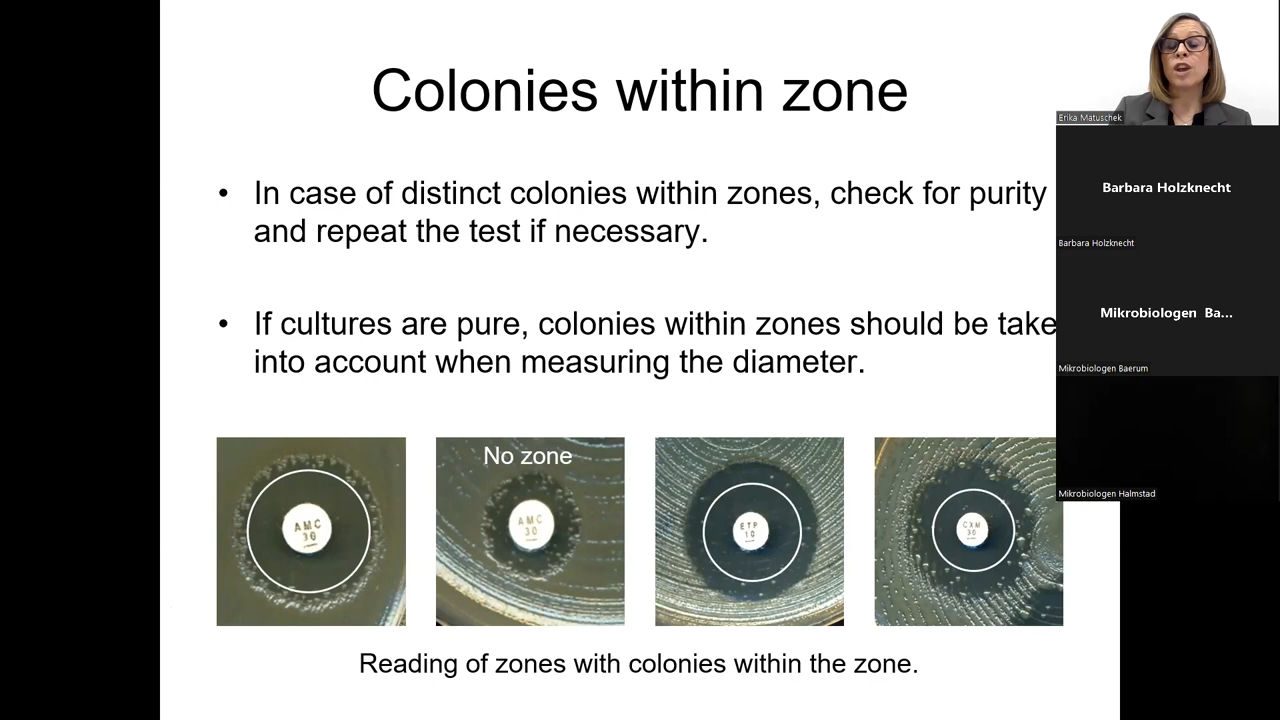 Colonies within zone
• In case of distinct colonies within zones, check for purity
and repeat the test if necessary.
• If cultures are pure, colonies within zones should be take
into account when measuring the diameter.
No zone
AMC
30
AMC
30
ETP
10
CXM
30
Reading of zones with colonies within the zone.
Erika Matuschek
Barbara Holzknecht
Barbara Holzknecht
Mikrobiologen Ba...
Mikrobiologen Baerum
Mikrobiologen Halmstad